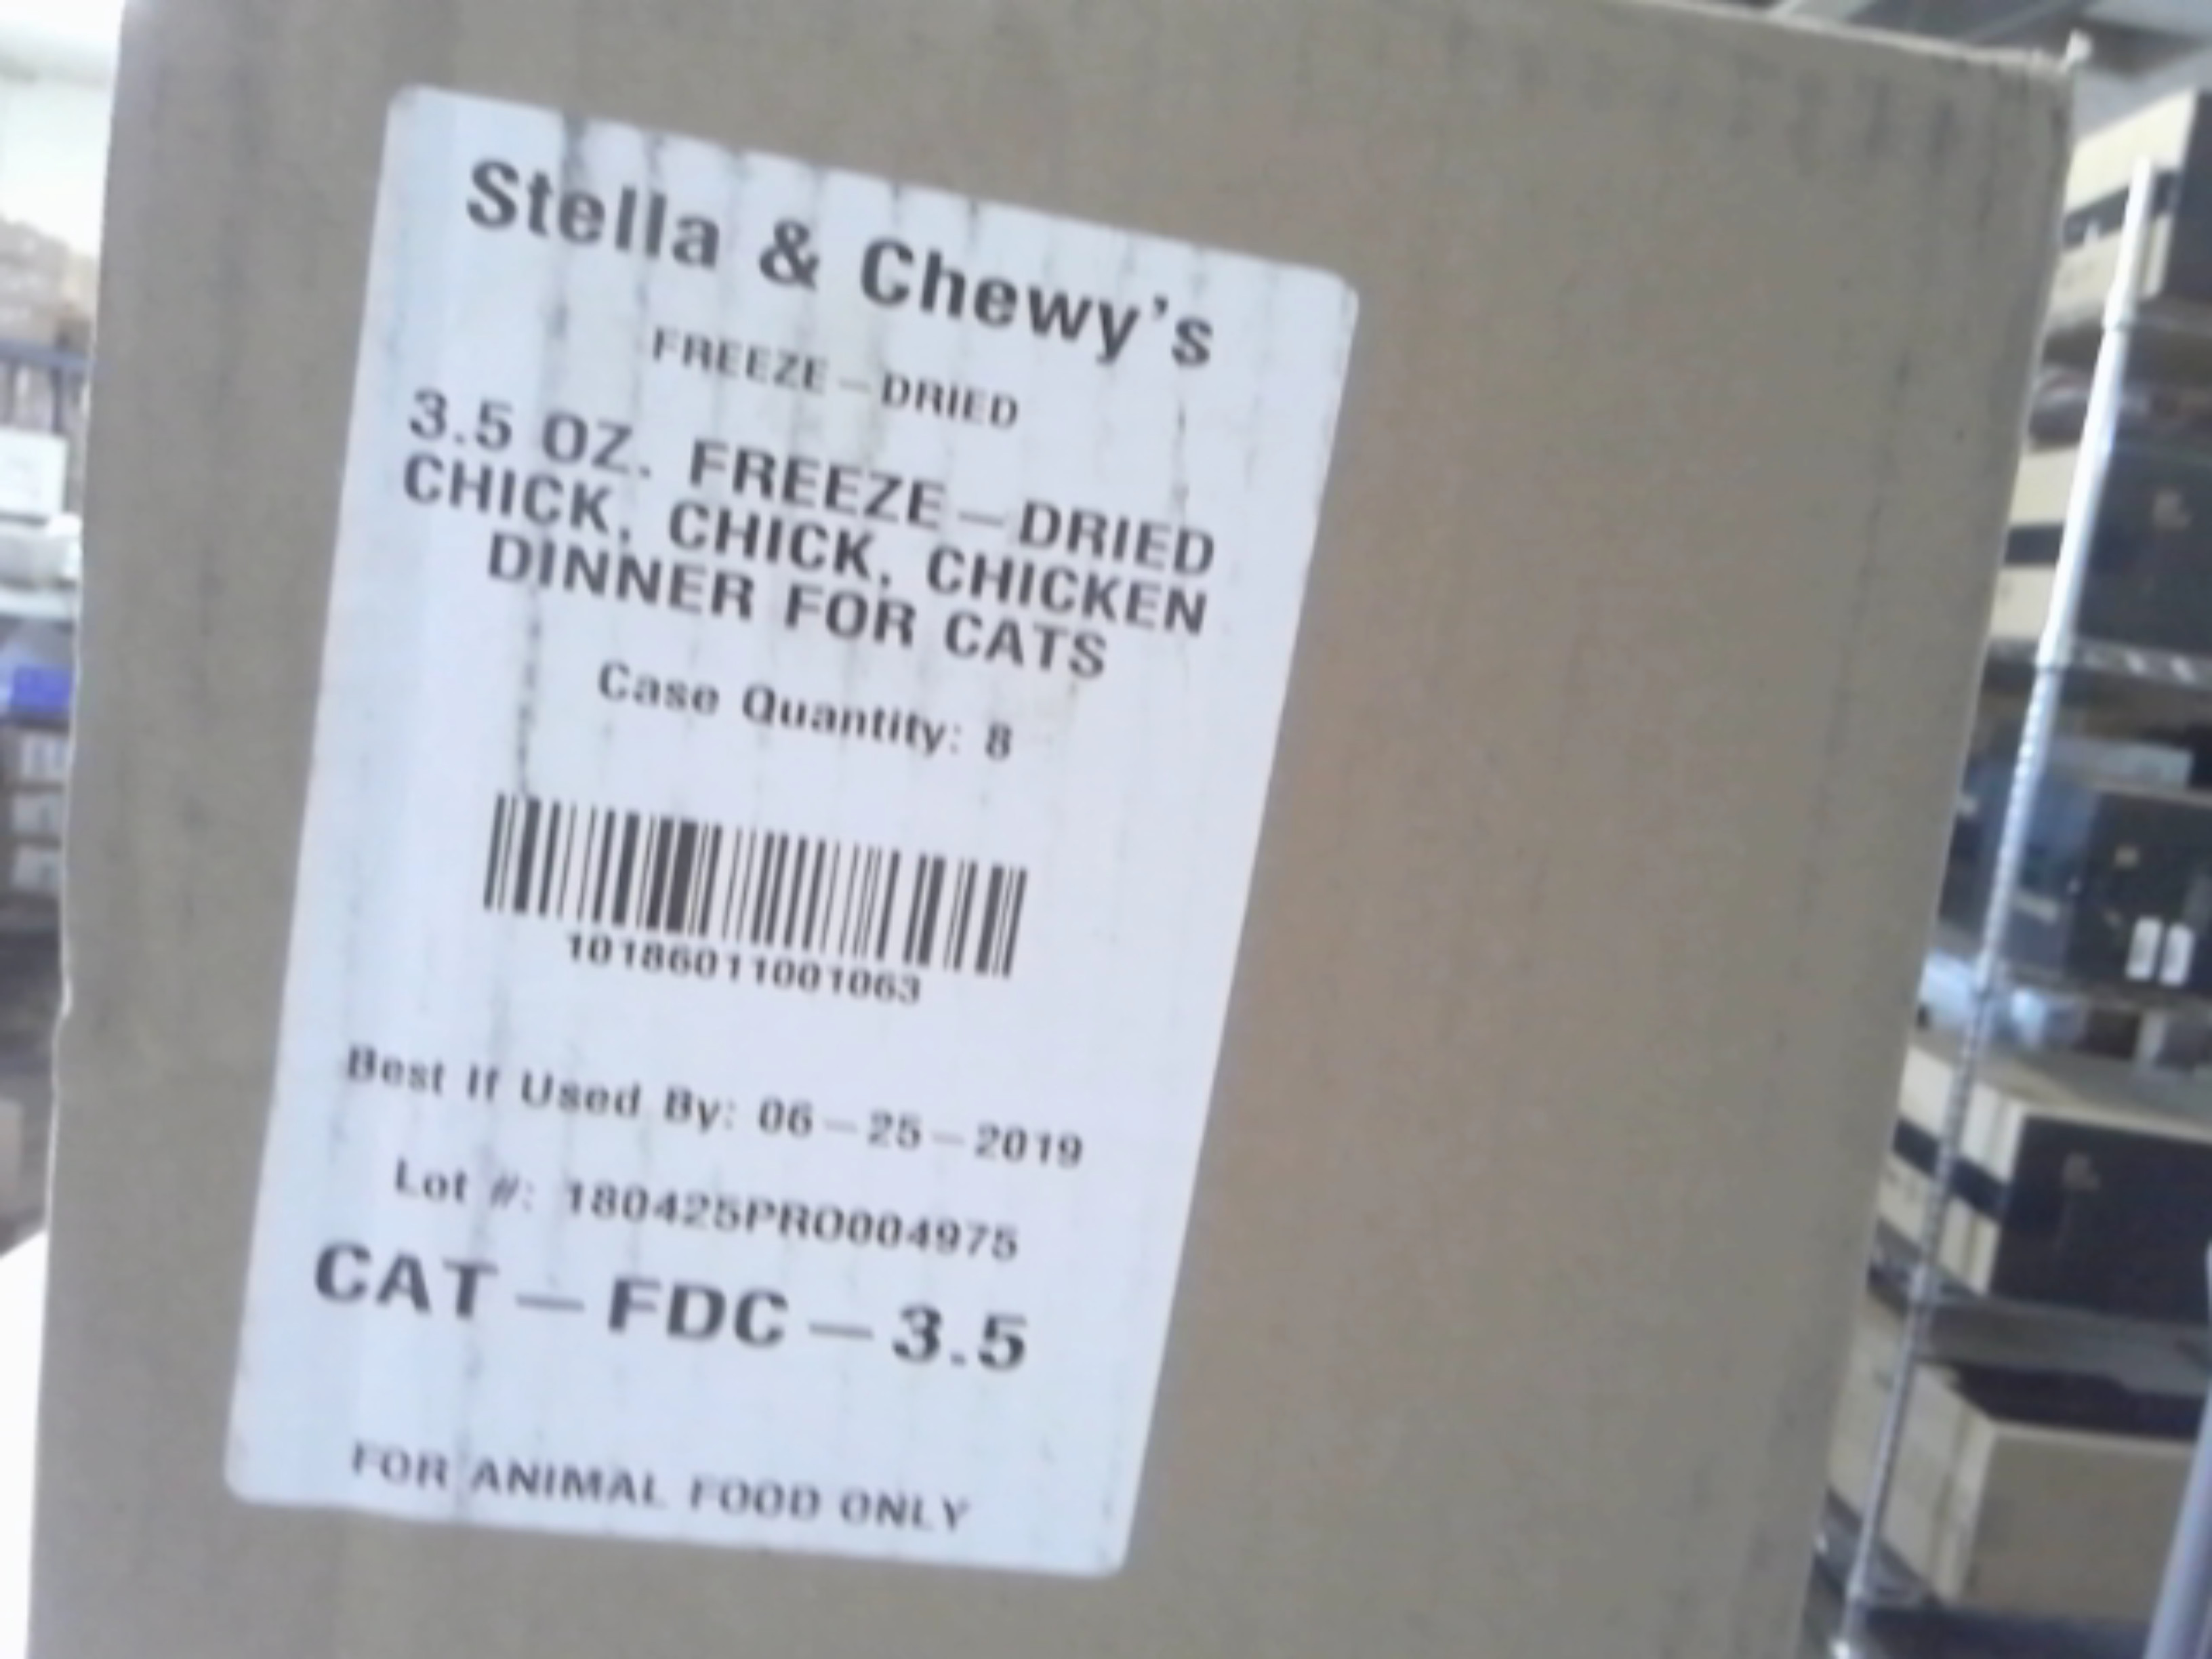 Stella & Chewy's
FREEZE-DRIED
3.5 OZ. FREEZE-DRIED
CHICK, CHICK, CHICKEN
DINNER FOR CATS
Case Quantity: 8
10186011001063
Best If Used By: 06-25-2019
Lot #: 180425PRO004975
CAT-FDC-3.5
FOR ANIMAL FOOD ONLY